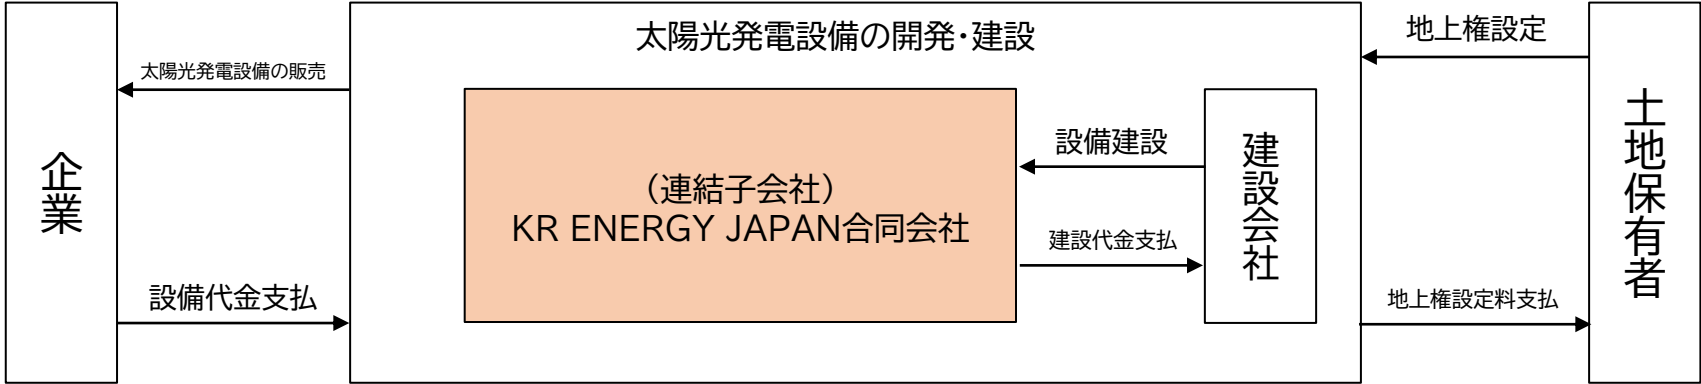 太陽光発電設備の開発・建設
地上権設定
太陽光発電設備の販売
企業
設備建設
建設会社
土地保有者
（連結子会社）
KR ENERGY JAPAN合同会社
建設代金支払
設備代金支払
地上権設定料支払